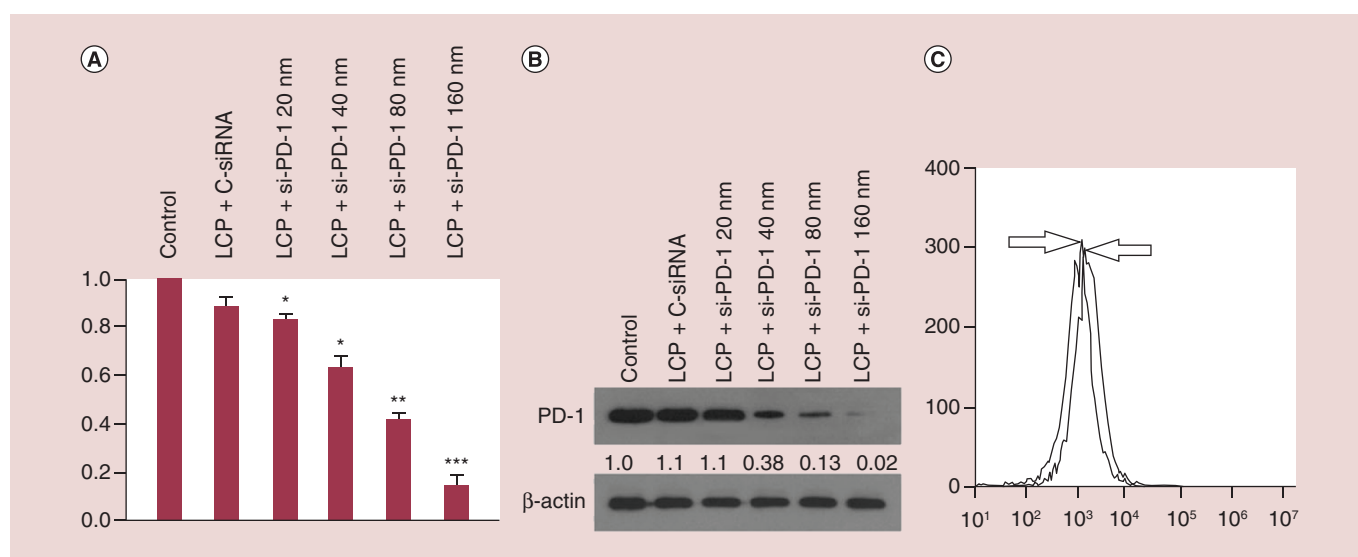 A
Control
LCP + C-siRNA
LCP + si-PD-1 20 nm
LCP + si-PD-1 40 nm
LCP + si-PD-1 80 nm
LCP + si-PD-1 160 nm
1.0
0.8
0.6
0.4
0.2
0.0
*
*
**
***
B
Control
LCP + C-siRNA
LCP + si-PD-1 20 nm
LCP + si-PD-1 40 nm
LCP + si-PD-1 80 nm
LCP + si-PD-1 160 nm
PD-1
1.0 1.1 1.1 0.38 0.13 0.02
β-actin
C
400
300
200
100
0
10¹ 10² 10³ 10⁴ 10⁵ 10⁶ 10⁷